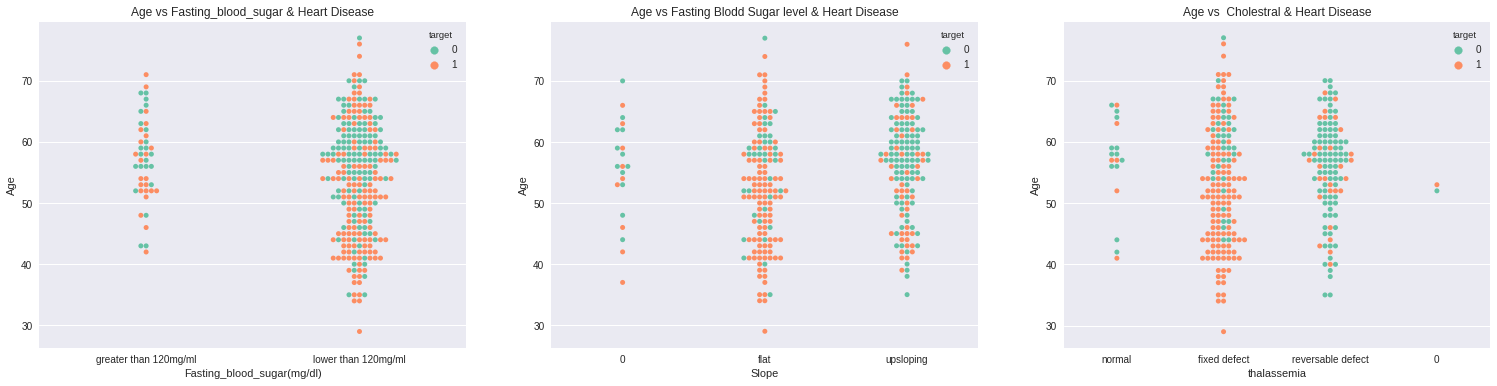 Age vs Fasting_blood_sugar & Heart Disease
target
0
1
Age
70
60
50
40
30
greater than 120mg/ml
lower than 120mg/ml
Fasting_blood_sugar(mg/dl)
Age vs Fasting Blodd Sugar level & Heart Disease
target
0
1
Age
70
60
50
40
30
0
flat
upsloping
Slope
Age vs  Cholestral & Heart Disease
target
0
1
Age
70
60
50
40
30
normal
fixed defect
reversable defect
0
thalassemia